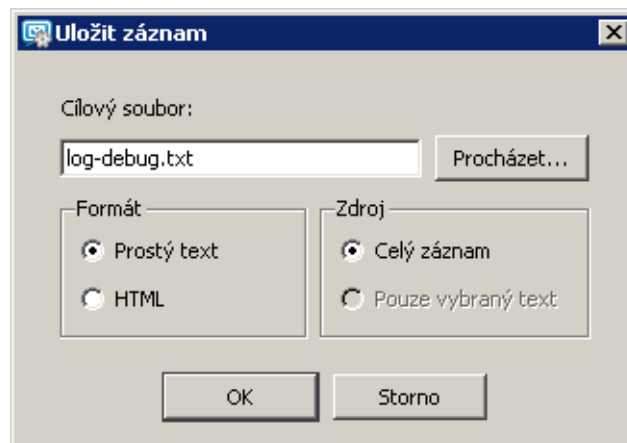 Uložit záznam
Cílový soubor:
log-debug.txt
Procházet...
Formát
Zdroj
Prostý text
Celý záznam
HTML
Pouze vybraný text
OK
Storno